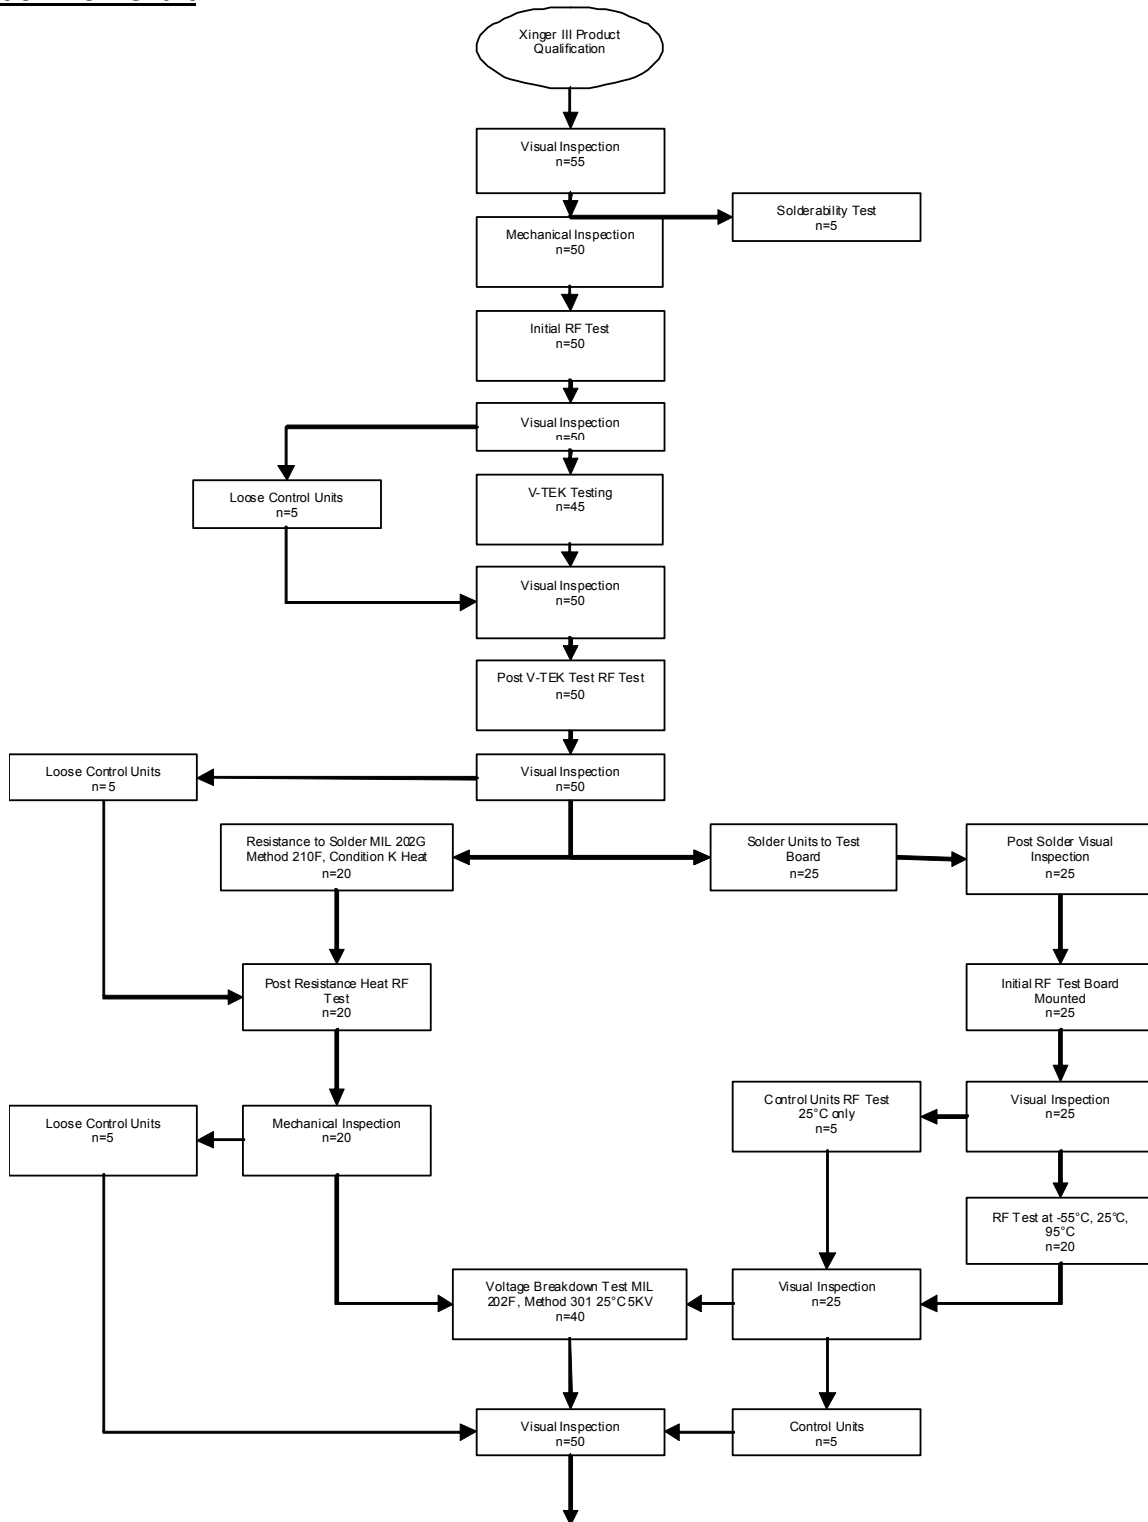 Xinger III Product
Qualification
Visual Inspection
n=55
Solderability Test
n=5
Mechanical Inspection
n=50
Initial RF Test
n=50
Visual Inspection
n=50
Loose Control Units
n=5
V-TEK Testing
n=45
Visual Inspection
n=50
Post V-TEK Test RF Test
n=50
Loose Control Units
n= 5
Visual Inspection
n=50
Resistance to Solder MIL 202G
Method 210F, Condition K Heat
n=20
Solder Units to Test
Board
n=25
Post Solder Visual
Inspection
n=25
Post Resistance Heat RF
Test
n=20
Initial RF Test Board
Mounted
n=25
Loose Control Units
n=5
Mechanical Inspection
n=20
Control Units RF Test
25°C only
n=5
Visual Inspection
n=25
RF Test at -55°C, 25°C,
95°C
n=20
Voltage Breakdown Test MIL
202F, Method 301 25°C 5KV
n=40
Visual Inspection
n=25
Visual Inspection
n=50
Control Units
n=5